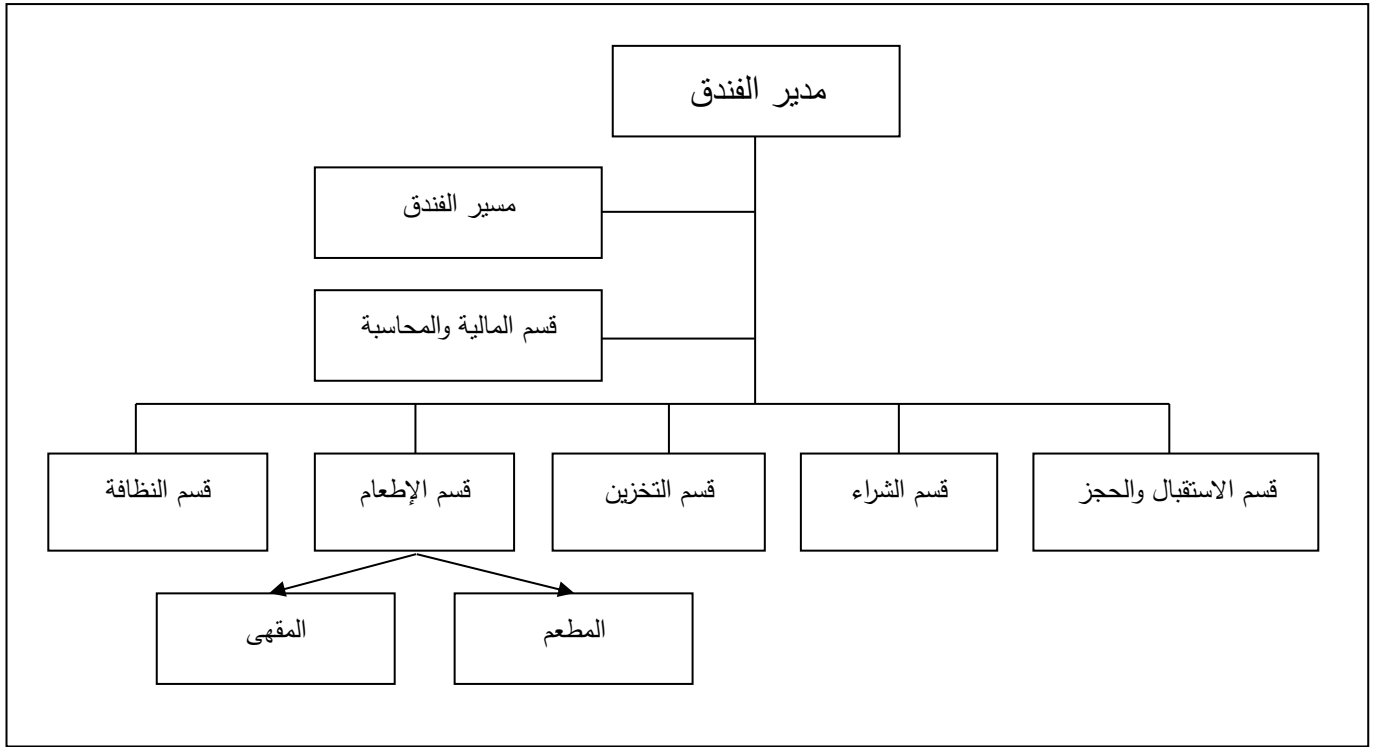 مدير الفندق
مسير الفندق
قسم المالية والمحاسبة
قسم الاستقبال والحجز
قسم الشراء
قسم التخزين
قسم الإطعام
قسم النظافة
المطعم
المقهى